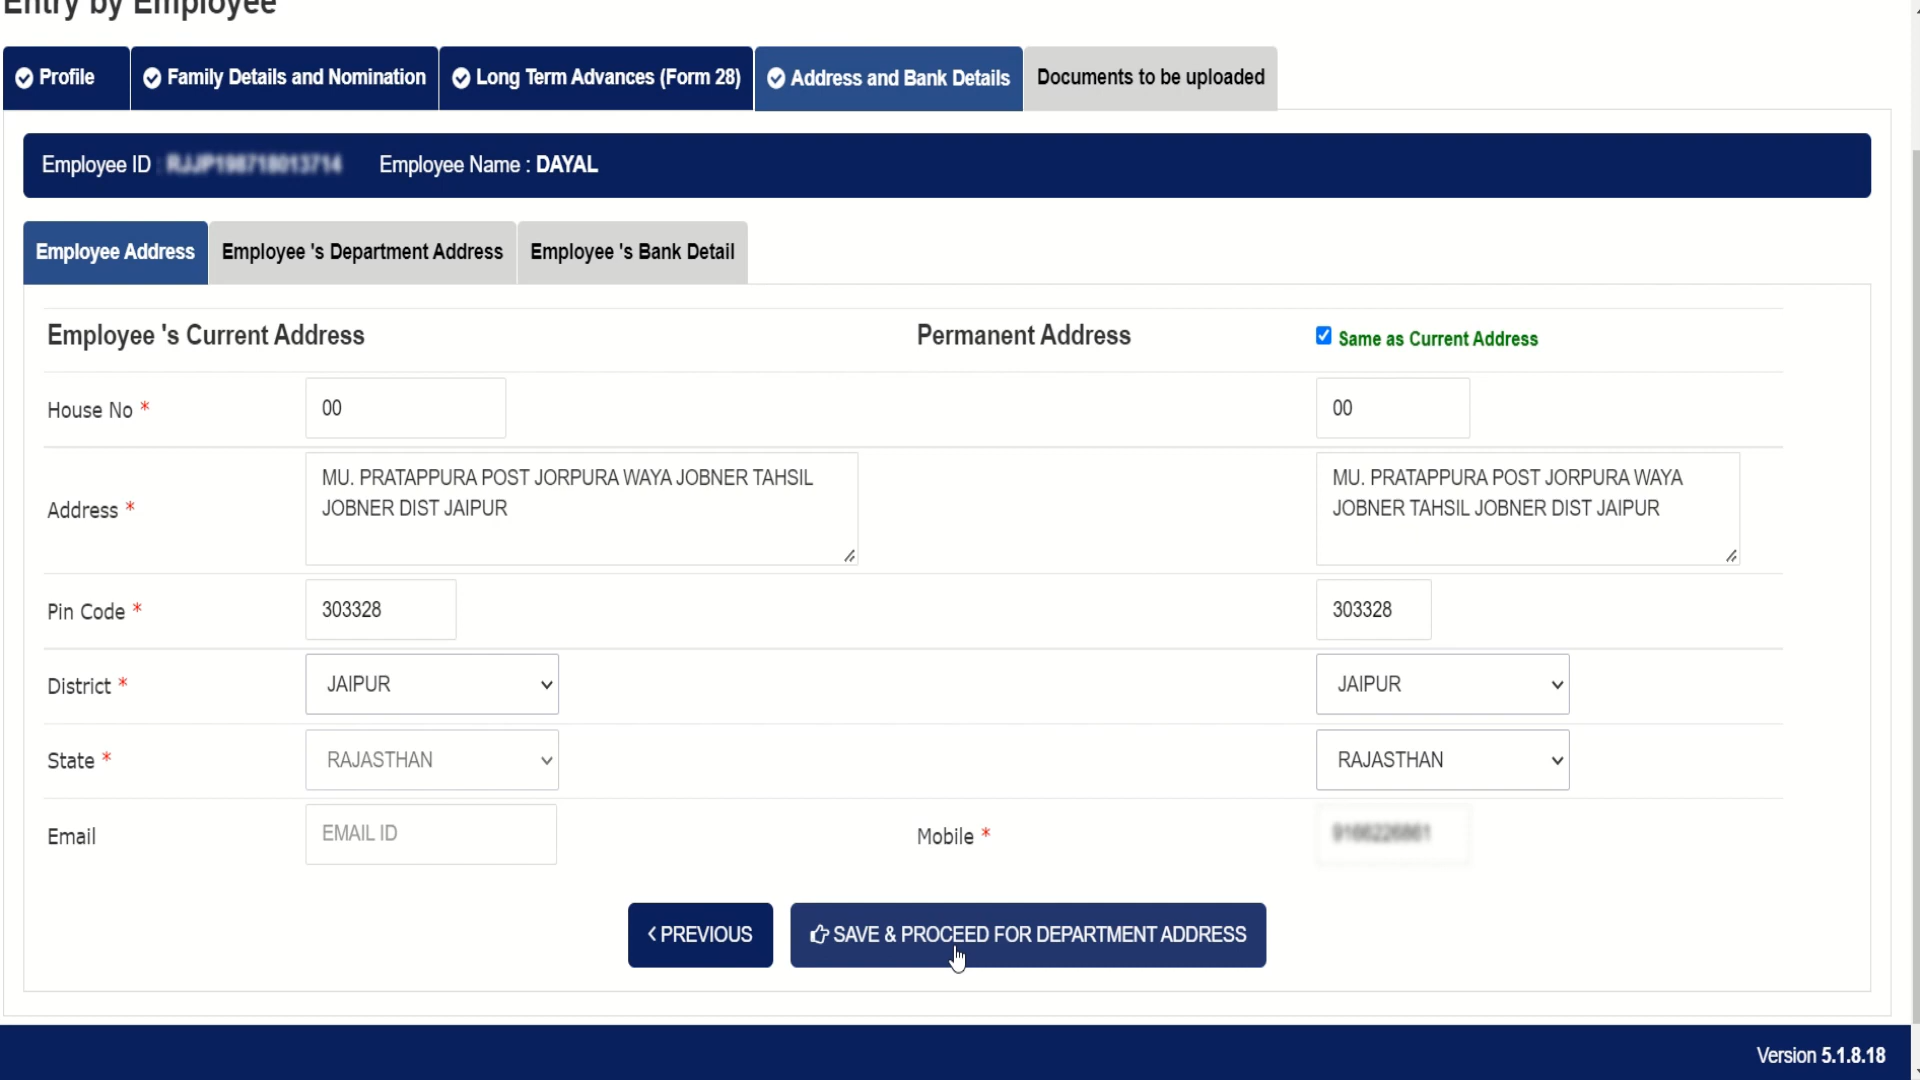 Entry by Employee
Profile
Family Details and Nomination
Long Term Advances (Form 28)
Address and Bank Details
Documents to be uploaded
Employee ID :
Employee Name : DAYAL
Employee Address
Employee 's Department Address
Employee 's Bank Detail
Employee 's Current Address
Permanent Address
Same as Current Address
House No *
00
00
Address *
MU. PRATAPPURA POST JORPURA WAYA JOBNER TAHSIL
JOBNER DIST JAIPUR
MU. PRATAPPURA POST JORPURA WAYA
JOBNER TAHSIL JOBNER DIST JAIPUR
Pin Code *
303328
303328
District *
JAIPUR
JAIPUR
State *
RAJASTHAN
RAJASTHAN
Email
EMAIL ID
Mobile *
< PREVIOUS
SAVE & PROCEED FOR DEPARTMENT ADDRESS
Version 5.1.8.18